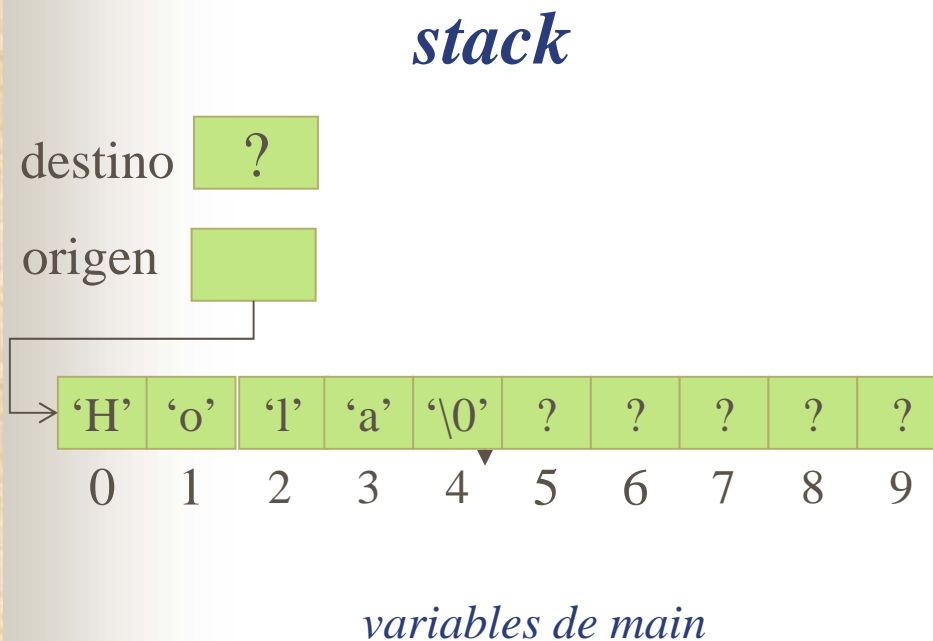 stack
destino ?
origen
‘H’ ‘o’ ‘l’ ‘a’ ‘\0’ ? ? ? ? ?
0 1 2 3 4 5 6 7 8 9
variables de main